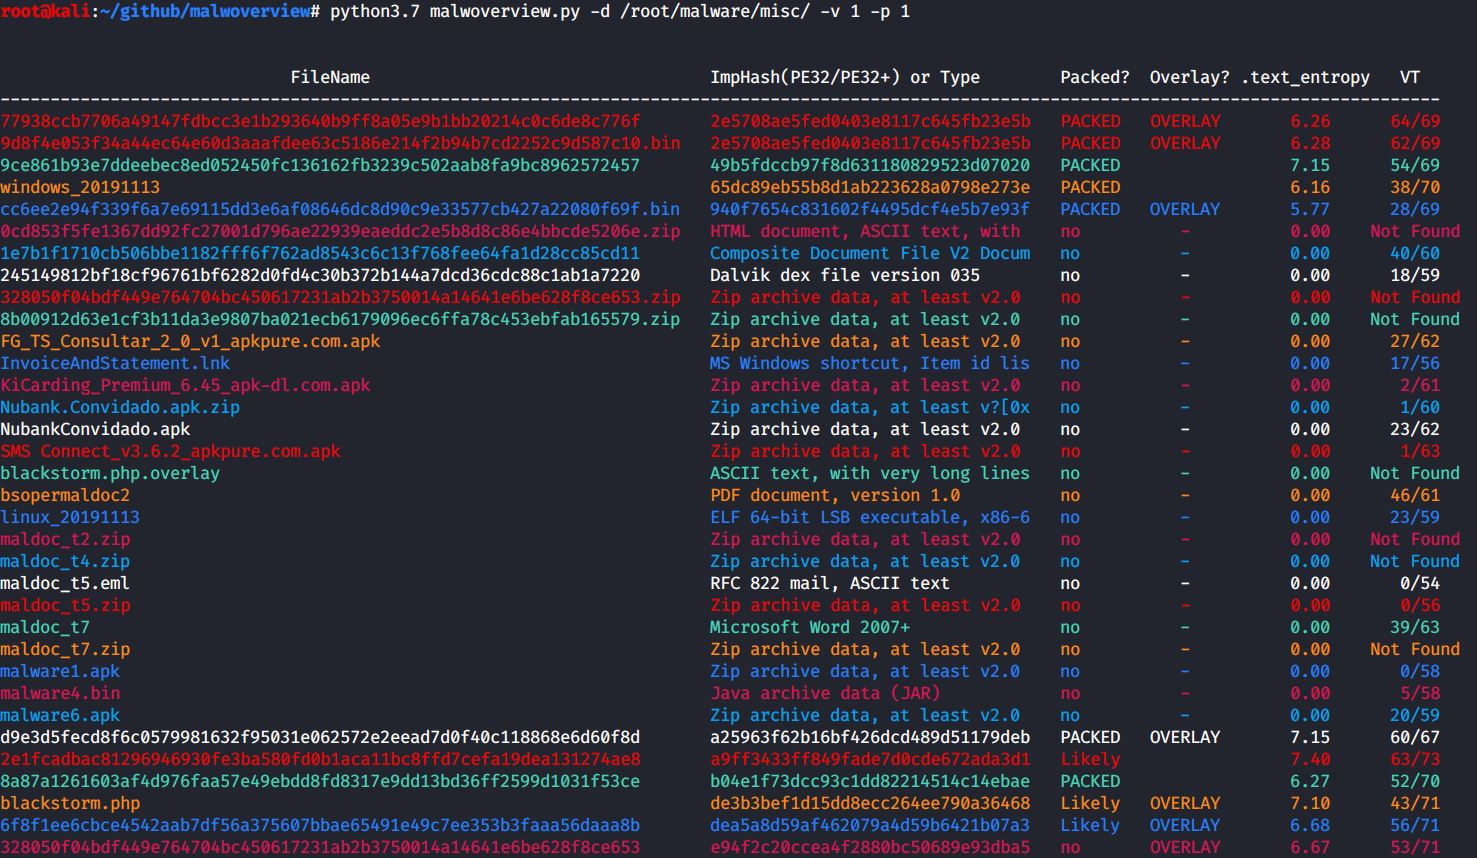 root@kali:~/github/malwoverview# python3.7 malwoverview.py -d /root/malware/misc/ -v 1 -p 1
FileName ImpHash(PE32/PE32+) or Type Packed? Overlay? .text_entropy VT
------------------------------------------------------------------------------------------------------------------------------------------------
77938ccb7706a49147fdbcc3e1b293640b9ff8a05e9b1bb20214c0c6de8c776f 2e5708ae5fed0403e8117c645fb23e5b PACKED OVERLAY 6.26 64/69
9d8f4e053f34a44ec64e60d3aaafdee63c5186e214f2b94b7cd2252c9d587c10.bin 2e5708ae5fed0403e8117c645fb23e5b PACKED OVERLAY 6.28 62/69
9ce861b93e7ddeebec8ed052450fc136162fb3239c502aab8fa9bc8962572457 49b5fdccb97f8d631180829523d07020 PACKED 7.15 54/69
windows_20191113 65dc89eb55b8d1ab223628a0798e273e PACKED 6.16 38/70
cc6ee2e94f339f6a7e69115dd3e6af08646dc8d90c9e33577cb427a22080f69f.bin 940f7654c831602f4495dcf4e5b7e93f PACKED OVERLAY 5.77 28/69
0cd853f5fe1367dd92fc27001d796ae22939eaeddc2e5b8d8c86e4bbcde5206e.zip HTML document, ASCII text, with no - 0.00 Not Found
1e7b1f1710cb506bbe1182fff6f762ad8543c6c13f768fee64fa1d28cc85cd11 Composite Document File V2 Docum no - 0.00 40/60
245149812bf18cf96761bf6282d0fd4c30b372b144a7dcd36cdc88c1ab1a7220 Dalvik dex file version 035 no - 0.00 18/59
328050f04bdf449e764704bc450617231ab2b3750014a14641e6be628f8ce653.zip Zip archive data, at least v2.0 no - 0.00 Not Found
8b00912d63e1cf3b11da3e9807ba021ecb6179096ec6ffa78c453ebfab165579.zip Zip archive data, at least v2.0 no - 0.00 Not Found
FG_TS_Consultar_2_0_v1_apkpure.com.apk Zip archive data, at least v2.0 no - 0.00 27/62
InvoiceAndStatement.lnk MS Windows shortcut, Item id lis no - 0.00 17/56
KiCarding_Premium_6.45_apk-dl.com.apk Zip archive data, at least v2.0 no - 0.00 2/61
Nubank.Convidado.apk.zip Zip archive data, at least v?[0x no - 0.00 1/60
NubankConvidado.apk Zip archive data, at least v2.0 no - 0.00 23/62
SMS Connect_v3.6.2_apkpure.com.apk Zip archive data, at least v2.0 no - 0.00 1/63
blackstorm.php.overlay ASCII text, with very long lines no - 0.00 Not Found
bsopermaldoc2 PDF document, version 1.0 no - 0.00 46/61
linux_20191113 ELF 64-bit LSB executable, x86-6 no - 0.00 23/59
maldoc_t2.zip Zip archive data, at least v2.0 no - 0.00 Not Found
maldoc_t4.zip Zip archive data, at least v2.0 no - 0.00 Not Found
maldoc_t5.eml RFC 822 mail, ASCII text no - 0.00 0/54
maldoc_t5.zip Zip archive data, at least v2.0 no - 0.00 0/56
maldoc_t7 Microsoft Word 2007+ no - 0.00 39/63
maldoc_t7.zip Zip archive data, at least v2.0 no - 0.00 Not Found
malware1.apk Zip archive data, at least v2.0 no - 0.00 0/58
malware4.bin Java archive data (JAR) no - 0.00 5/58
malware6.apk Zip archive data, at least v2.0 no - 0.00 20/59
d9e3d5fecd8f6c0579981632f95031e062572e2eead7d0f40c118868e6d60f8d a25963f62b16bf426dcd489d51179deb PACKED OVERLAY 7.15 60/67
2e1fcadbac81296946930fe3ba580fd0b1aca11bc8ffd7cefa19dea131274ae8 a9ff3433ff849fade7d0cde672ada3d1 Likely 7.40 63/73
8a87a1261603af4d976faa57e49ebdd8fd8317e9dd13bd36ff2599d1031f53ce b04e1f73dcc93c1dd82214514c14ebae PACKED 6.27 52/70
blackstorm.php de3b3bef1d15dd8ecc264ee790a36468 Likely OVERLAY 7.10 43/71
6f8f1ee6cbce4542aab7df56a375607bbae65491e49c7ee353b3faaa56daaa8b dea5a8d59af462079a4d59b6421b07a3 Likely OVERLAY 6.68 56/71
328050f04bdf449e764704bc450617231ab2b3750014a14641e6be628f8ce653 e94f2c20ccea4f2880bc50689e93dba5 no OVERLAY 6.67 53/71